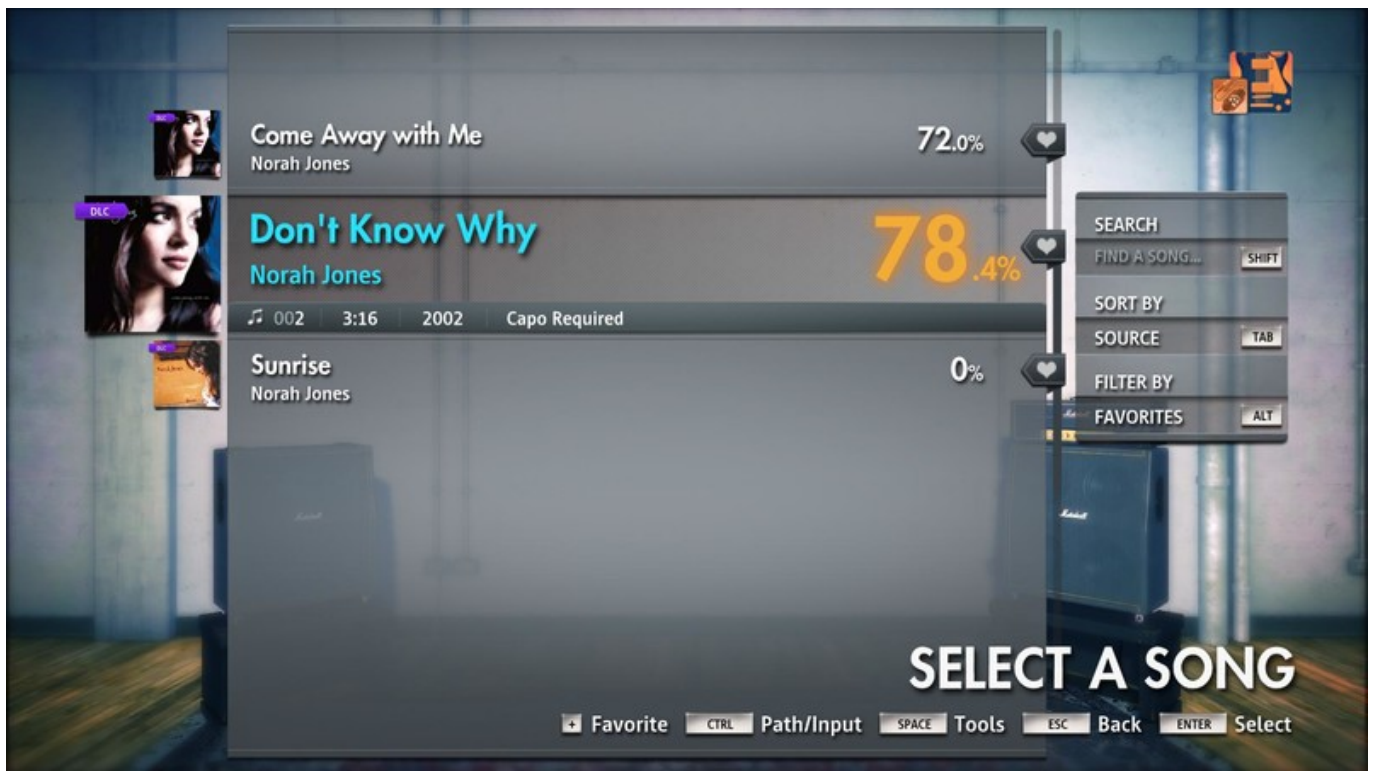 Come Away with Me
Norah Jones
72.0%
DLC
Don't Know Why
Norah Jones
78.4%
002 3:16 2002 Capo Required
Sunrise
Norah Jones
0%
SEARCH
FIND A SONG... SHIFT
SORT BY
SOURCE TAB
FILTER BY
FAVORITES ALT
Marshall
Marshall
SELECT A SONG
+ Favorite CTRL Path/Input SPACE Tools ESC Back ENTER Select